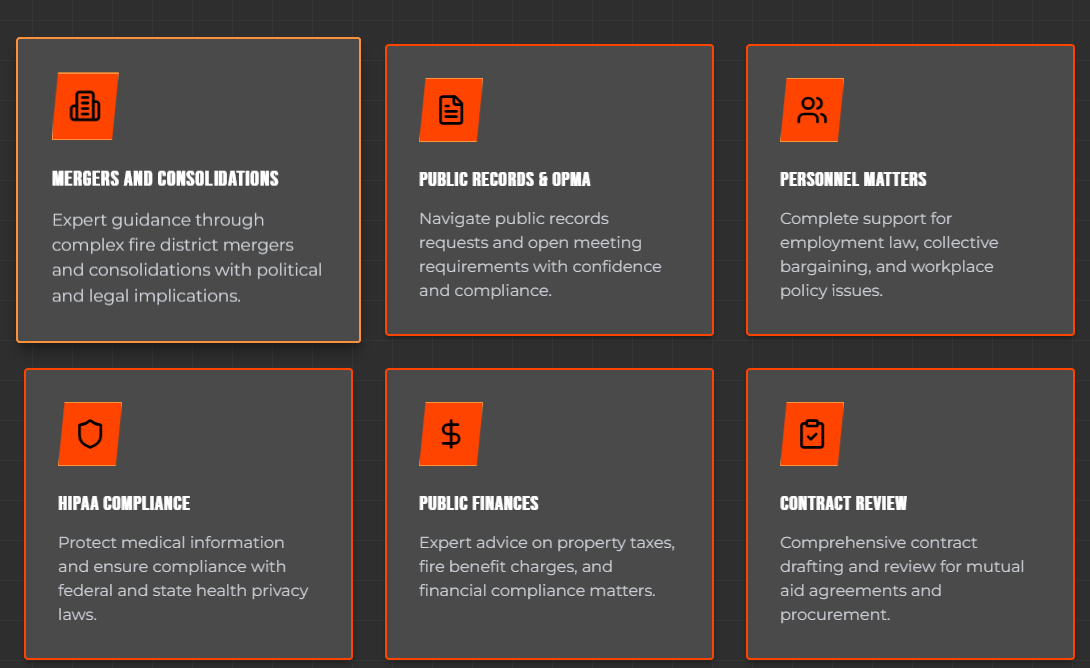 MERGERS AND CONSOLIDATIONS
Expert guidance through
complex fire district mergers
and consolidations with political
and legal implications.
PUBLIC RECORDS & OPMA
Navigate public records
requests and open meeting
requirements with confidence
and compliance.
PERSONNEL MATTERS
Complete support for
employment law, collective
bargaining, and workplace
policy issues.
HIPAA COMPLIANCE
Protect medical information
and ensure compliance with
federal and state health privacy
laws.
PUBLIC FINANCES
Expert advice on property taxes,
fire benefit charges, and
financial compliance matters.
CONTRACT REVIEW
Comprehensive contract
drafting and review for mutual
aid agreements and
procurement.